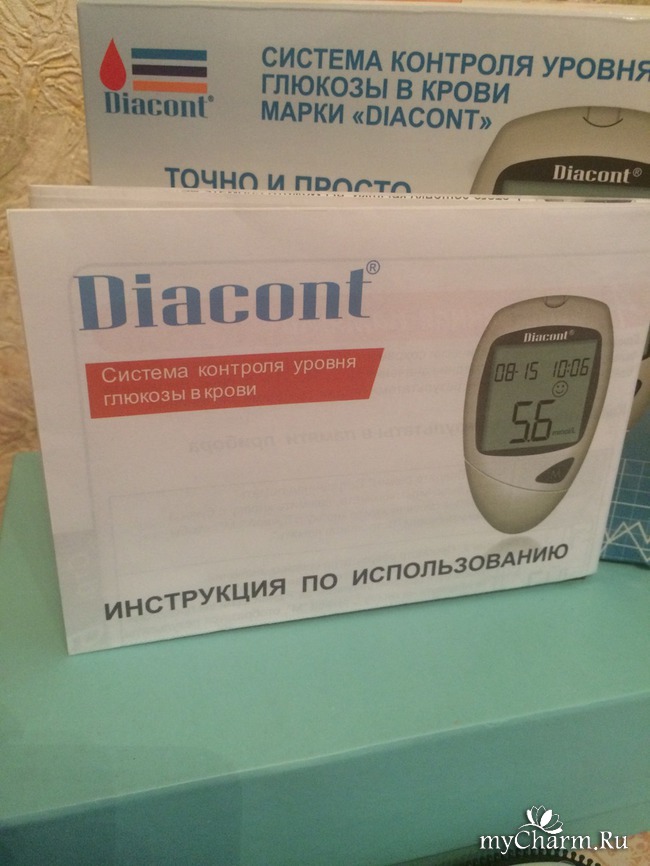 Diacont®
СИСТЕМА КОНТРОЛЯ УРОВНЯ
ГЛЮКОЗЫ В КРОВИ
МАРКИ «DIACONT»
ТОЧНО И ПРОСТО
Diacont®
Diacont®
Система контроля уровня
глюкозы в крови
Diacont®
08-15 10:06
5.6
mmol/L
ИНСТРУКЦИЯ ПО ИСПОЛЬЗОВАНИЮ
myCharm.Ru